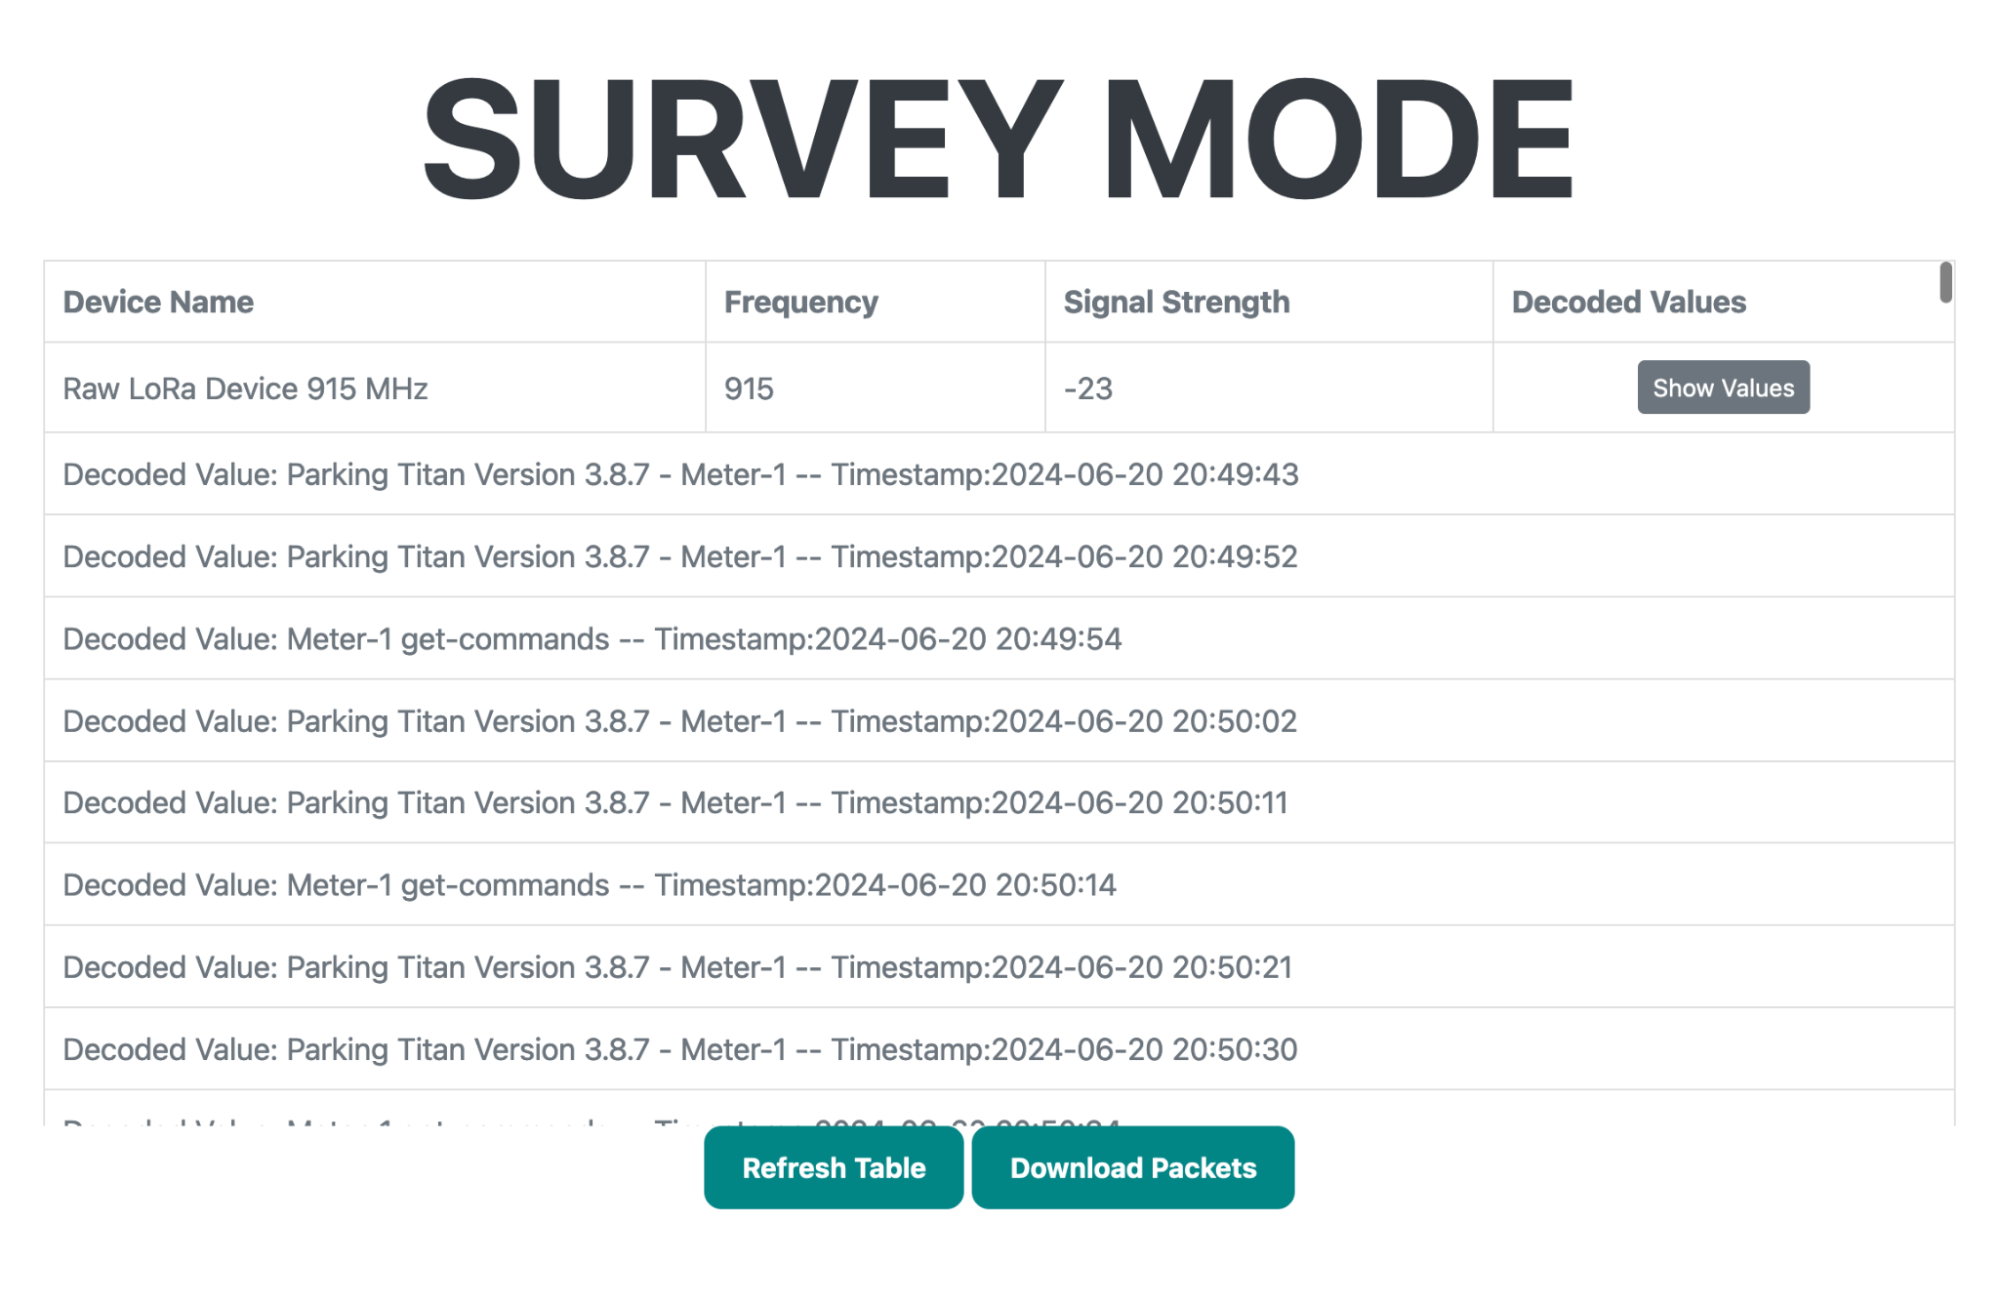 SURVEY MODE
Device Name Frequency Signal Strength Decoded Values
Raw LoRa Device 915 MHz 915 -23 Show Values
Decoded Value: Parking Titan Version 3.8.7 - Meter-1 -- Timestamp:2024-06-20 20:49:43
Decoded Value: Parking Titan Version 3.8.7 - Meter-1 -- Timestamp:2024-06-20 20:49:52
Decoded Value: Meter-1 get-commands -- Timestamp:2024-06-20 20:49:54
Decoded Value: Parking Titan Version 3.8.7 - Meter-1 -- Timestamp:2024-06-20 20:50:02
Decoded Value: Parking Titan Version 3.8.7 - Meter-1 -- Timestamp:2024-06-20 20:50:11
Decoded Value: Meter-1 get-commands -- Timestamp:2024-06-20 20:50:14
Decoded Value: Parking Titan Version 3.8.7 - Meter-1 -- Timestamp:2024-06-20 20:50:21
Decoded Value: Parking Titan Version 3.8.7 - Meter-1 -- Timestamp:2024-06-20 20:50:30
Refresh Table Download Packets